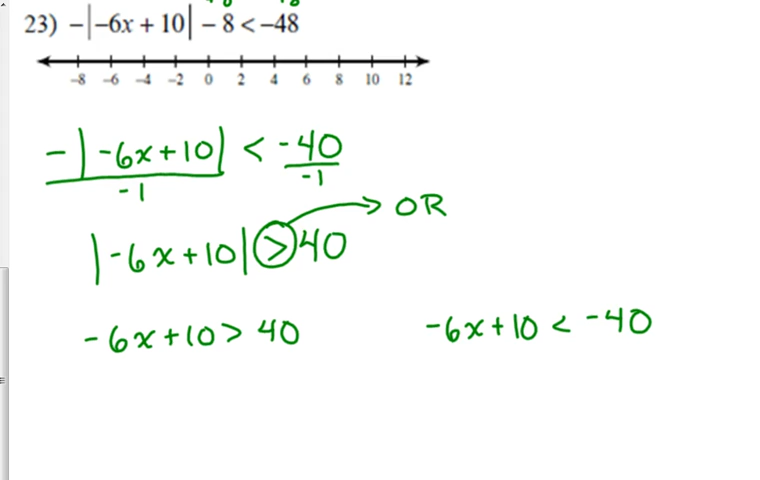 23) -|-6x + 10| - 8 < -48
-8 -6 -4 -2 0 2 4 6 8 10 12
-|-6x+10| < -40
-1 -1
|-6x+10| > 40 → OR
-6x+10 > 40 -6x+10 < -40